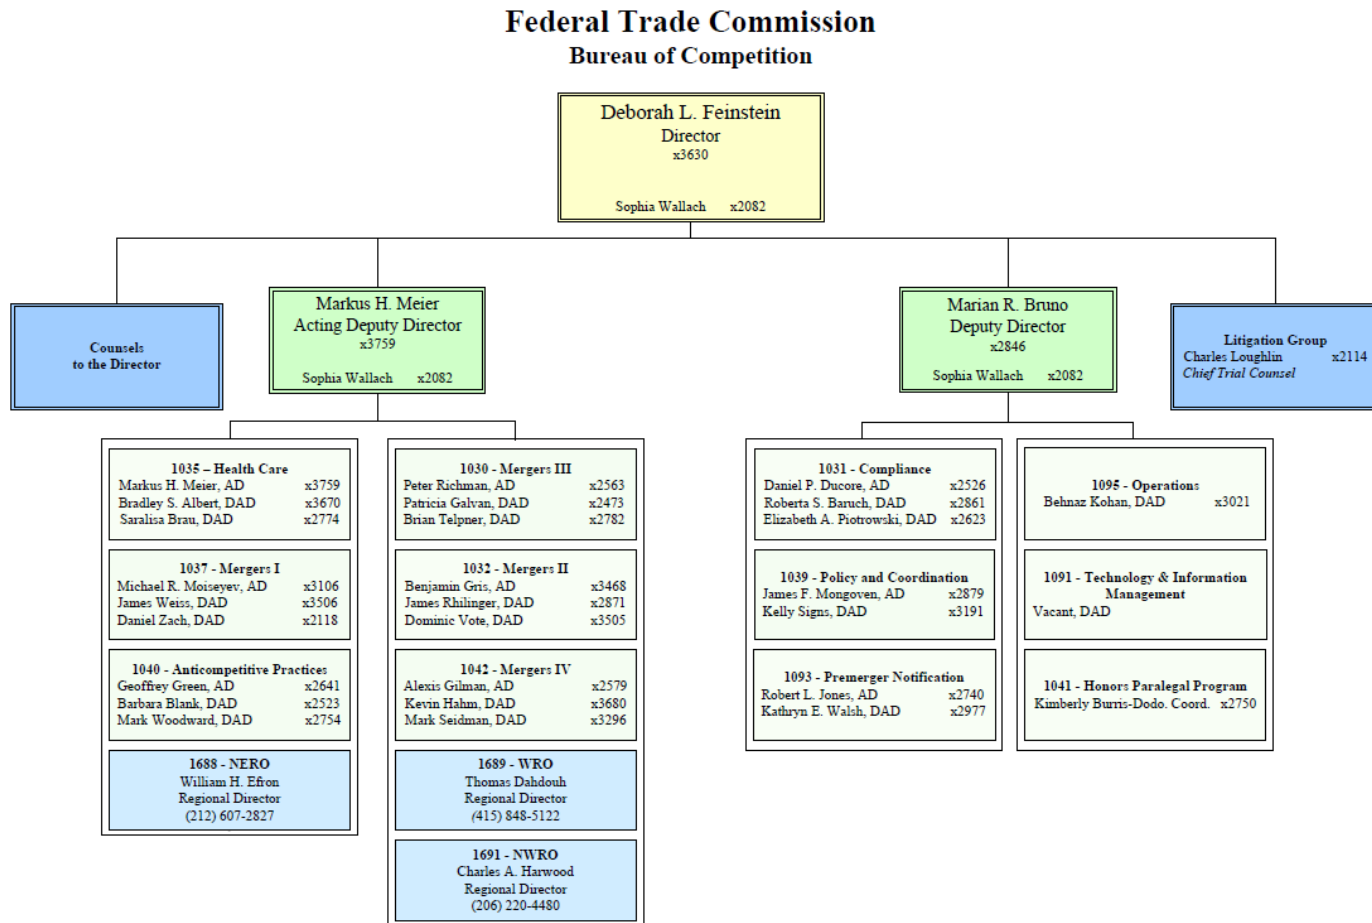 Federal Trade Commission
Bureau of Competition
Deborah L. Feinstein
Director
x3630
Sophia Wallach x2082
Counsels
to the Director
Markus H. Meier
Acting Deputy Director
x3759
Sophia Wallach x2082
Marian R. Bruno
Deputy Director
x2846
Sophia Wallach x2082
Litigation Group
Charles Loughlin x2114
Chief Trial Counsel
1035 – Health Care
Markus H. Meier, AD x3759
Bradley S. Albert, DAD x3670
Saralisa Brau, DAD x2774
1037 - Mergers I
Michael R. Moiseyev, AD x3106
James Weiss, DAD x3506
Daniel Zach, DAD x2118
1040 - Anticompetitive Practices
Geoffrey Green, AD x2641
Barbara Blank, DAD x2523
Mark Woodward, DAD x2754
1688 - NERO
William H. Efron
Regional Director
(212) 607-2827
1030 - Mergers III
Peter Richman, AD x2563
Patricia Galvan, DAD x2473
Brian Telpner, DAD x2782
1032 - Mergers II
Benjamin Gris, AD x3468
James Rhilinger, DAD x2871
Dominic Vote, DAD x3505
1042 - Mergers IV
Alexis Gilman, AD x2579
Kevin Hahm, DAD x3680
Mark Seidman, DAD x3296
1689 - WRO
Thomas Dahdouh
Regional Director
(415) 848-5122
1691 - NWRO
Charles A. Harwood
Regional Director
(206) 220-4480
1031 - Compliance
Daniel P. Ducore, AD x2526
Roberta S. Baruch, DAD x2861
Elizabeth A. Piotrowski, DAD x2623
1039 - Policy and Coordination
James F. Mongoven, AD x2879
Kelly Signs, DAD x3191
1093 - Premerger Notification
Robert L. Jones, AD x2740
Kathryn E. Walsh, DAD x2977
1095 - Operations
Behnaz Kohan, DAD x3021
1091 - Technology & Information
Management
Vacant, DAD
1041 - Honors Paralegal Program
Kimberly Burris-Dodo. Coord. x2750